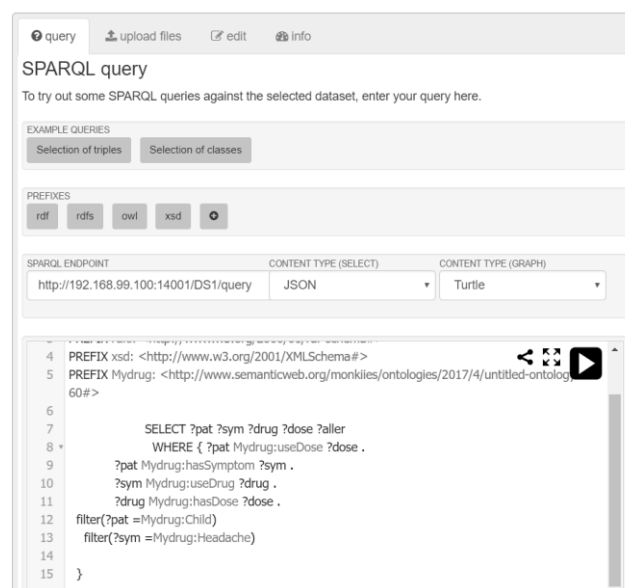 query upload files edit info
SPARQL query
To try out some SPARQL queries against the selected dataset, enter your query here.
EXAMPLE QUERIES
Selection of triples Selection of classes
PREFIXES
rdf rdfs owl xsd
SPARQL ENDPOINT CONTENT TYPE (SELECT) CONTENT TYPE (GRAPH)
http://192.168.99.100:14001/DS1/query JSON Turtle
4 PREFIX xsd: <http://www.w3.org/2001/XMLSchema#>
5 PREFIX Mydrug: <http://www.semanticweb.org/monkiies/ontologies/2017/4/untitled-ontology
60#>
6
7 SELECT ?pat ?sym ?drug ?dose ?aller
8 WHERE { ?pat Mydrug:useDose ?dose .
9 ?pat Mydrug:hasSymptom ?sym .
10 ?sym Mydrug:useDrug ?drug .
11 ?drug Mydrug:hasDose ?dose .
12 filter(?pat =Mydrug:Child)
13 filter(?sym =Mydrug:Headache)
14
15 }